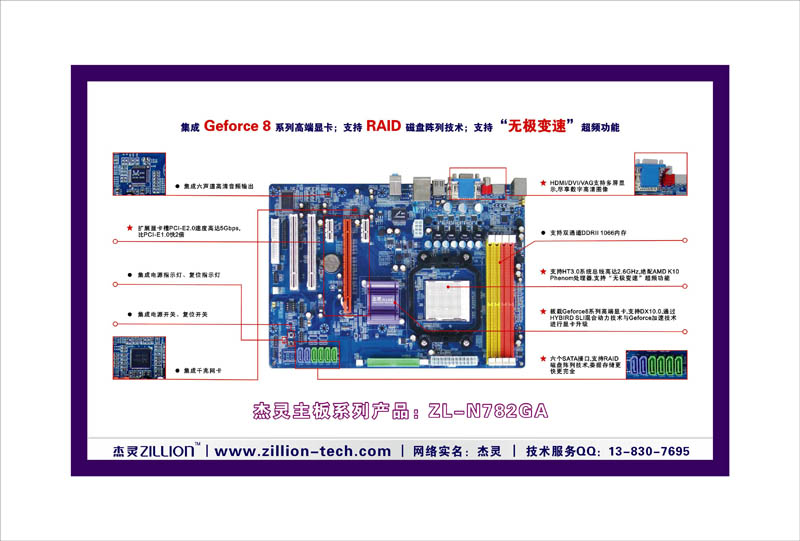 集成 Geforce 8 系列高端显卡；支持 RAID 磁盘阵列技术；支持 “无极变速” 超频功能
集成六声道高清音频输出
★ 扩展显卡槽PCI-E2.0速度高达5Gbps,
比PCI-E1.0快2倍
集成电源指示灯、复位指示灯
集成电源开关、复位开关
集成千兆网卡
★ HDMI/DVI/VAG支持多屏显
示,尽享数字高清图像
支持双通道DDRII 1066内存
★ 支持HT3.0系统总线高达2.6GHz,绝配AMD K10
Phenom处理器,支持“无极变速”超频功能
★ 板载Geforce8系列高端显卡,支持DX10.0,通过
HYBIRD SLI混合动力技术与Geforce加速技术
进行显卡升级
★ 六个SATA接口,支持RAID
磁盘阵列技术,数据存储更
快更完全
杰灵主板系列产品：ZL-N782GA
杰灵ZILLION™ | www.zillion-tech.com | 网络实名：杰灵 | 技术服务QQ：13-830-7695